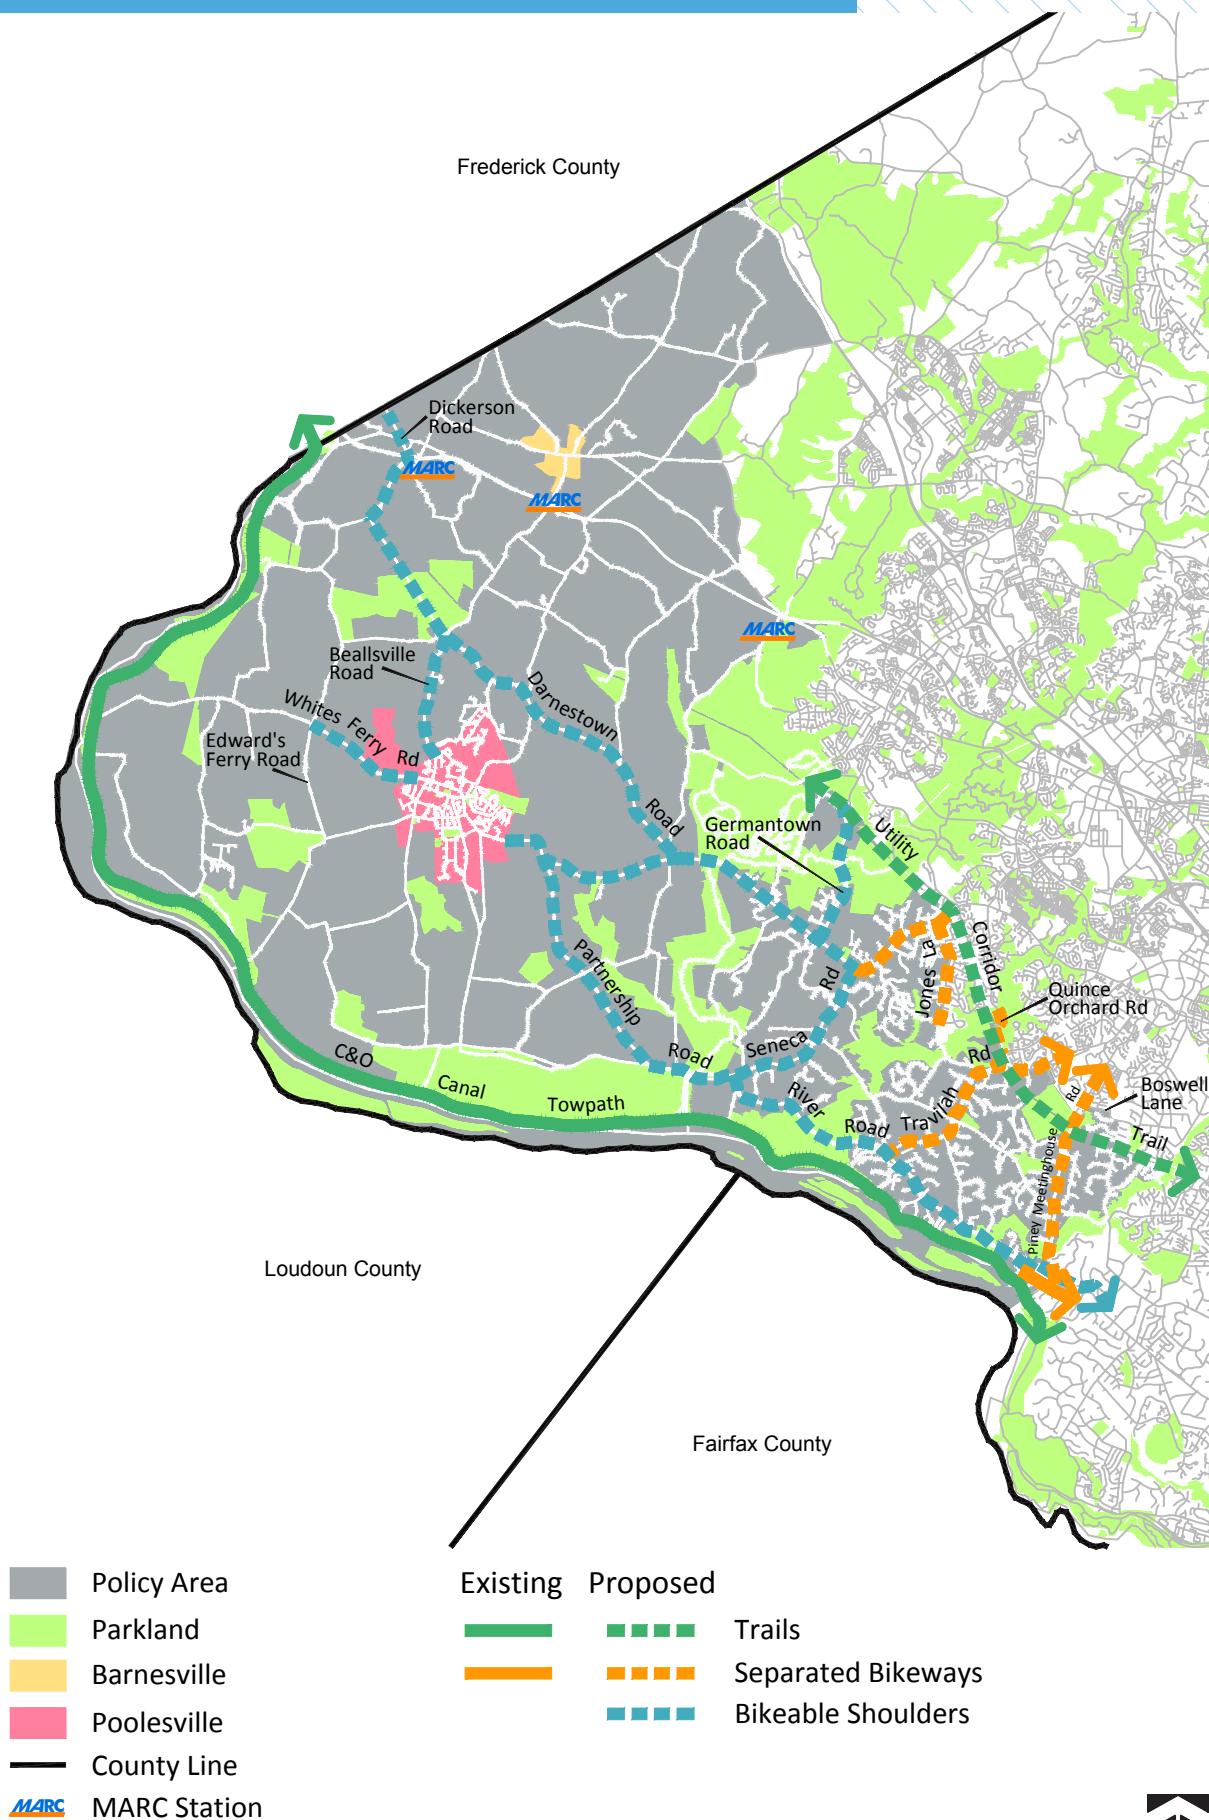 Frederick County
Dickerson
Road
MARC
MARC
MARC
Beallsville
Road
Whites Ferry Rd
Edward's
Ferry Road
Darnestown
Road
Germantown
Road
Utility
Corridor
Jones La
Quince
Orchard Rd
Rd
Partnership
Road
Seneca
Rd
C&O
Canal
Towpath
River
Road
Travilah
Rd
Boswell
Lane
Trail
Piney Meetinghouse
Loudoun County
Fairfax County
Policy Area
Parkland
Barnesville
Poolesville
County Line
MARC MARC Station
Existing Proposed
Trails
Separated Bikeways
Bikeable Shoulders